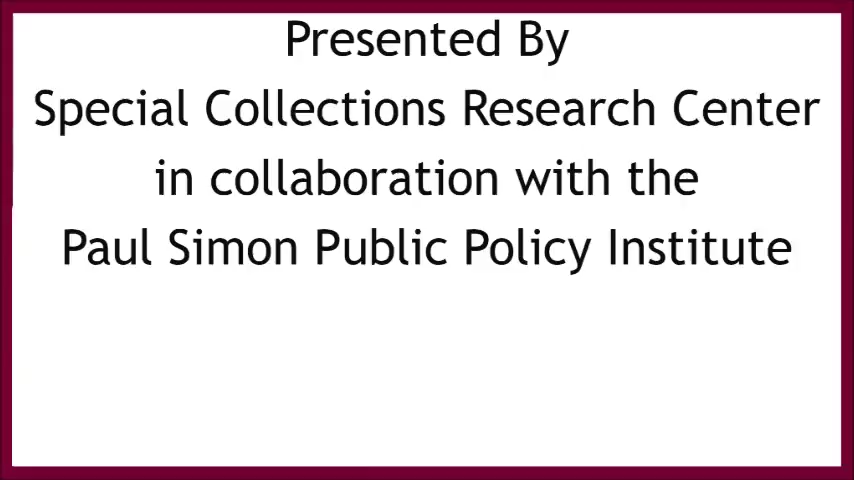 Presented By
Special Collections Research Center
in collaboration with the
Paul Simon Public Policy Institute